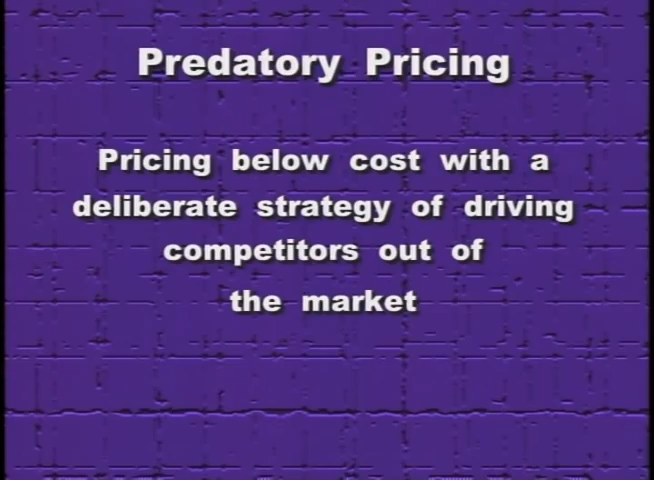 Predatory Pricing
Pricing below cost with a
deliberate strategy of driving
competitors out of
the market